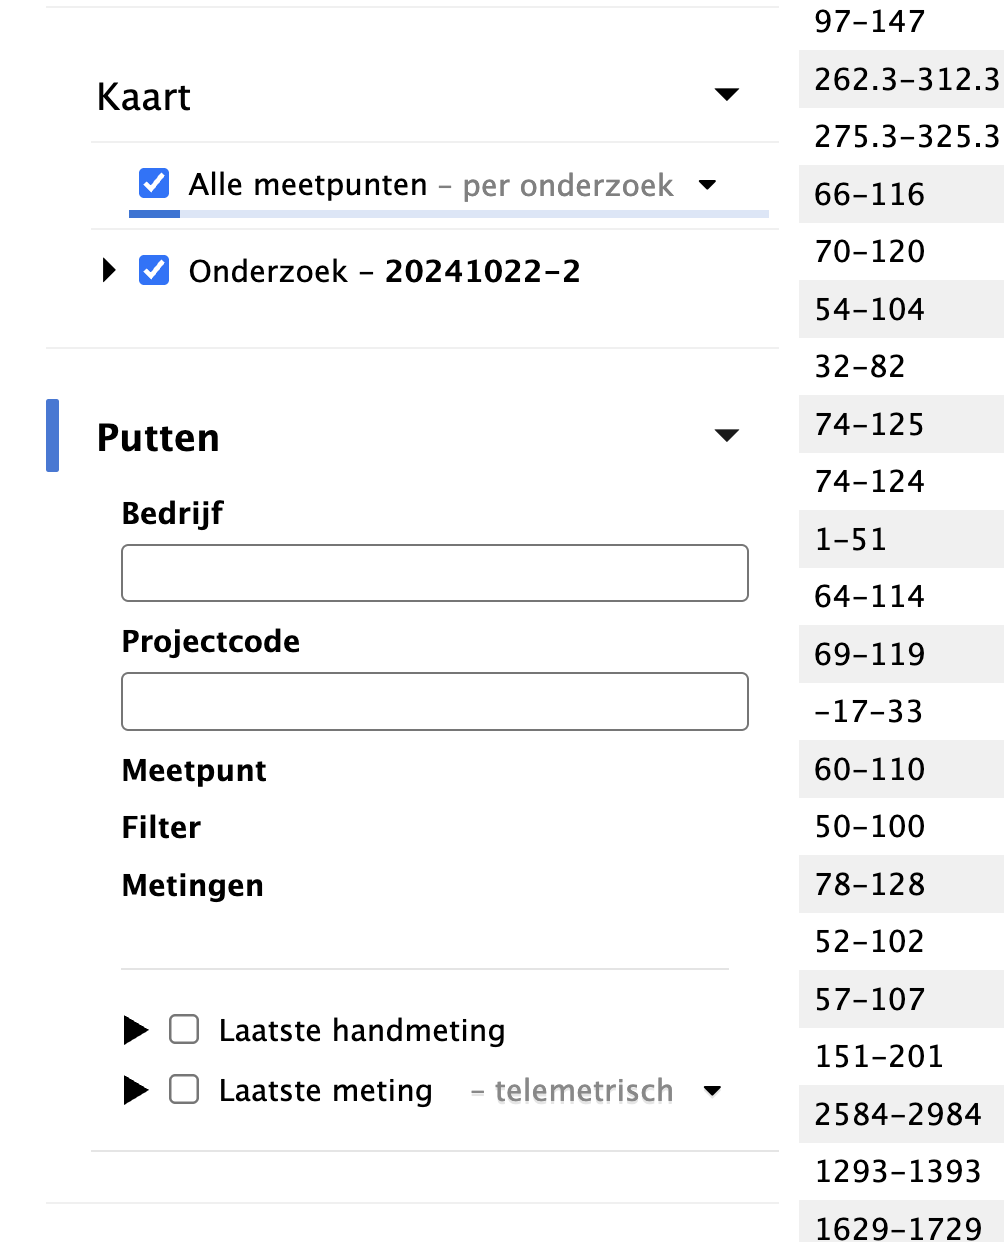 Kaart
Alle meetpunten – per onderzoek
Onderzoek – 20241022-2
Putten
Bedrijf
Projectcode
Meetpunt
Filter
Metingen
Laatste handmeting
Laatste meting – telemetrisch
97–147
262.3–312.3
275.3–325.3
66–116
70–120
54–104
32–82
74–125
74–124
1–51
64–114
69–119
-17–33
60–110
50–100
78–128
52–102
57–107
151–201
2584–2984
1293–1393
1629–1729